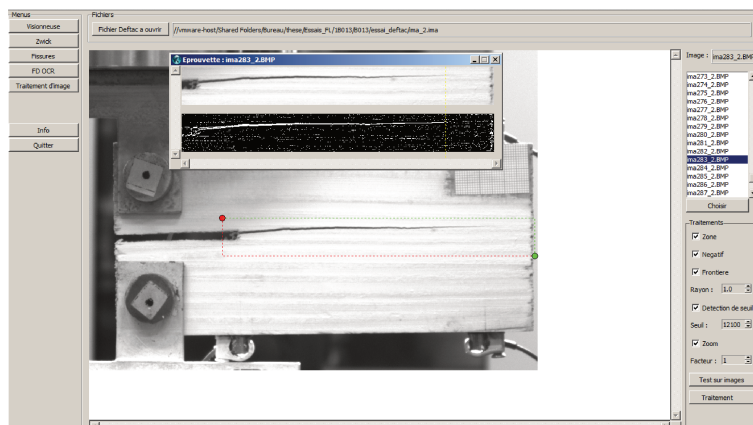 Menus
Visionneuse
Zwick
Fissures
FD OCR
Traitement d'image
Info
Quitter
Fichiers
Fichier Deftac a ouvrir
//vmware-host/Shared Folders/Bureau/these/Essais_FL/1B013/B013/essai_deftac/ima_2.ima
Eprouvette : ima283_2.BMP
Image : ima283_2.BMP
ima273_2.BMP
ima274_2.BMP
ima275_2.BMP
ima276_2.BMP
ima277_2.BMP
ima278_2.BMP
ima279_2.BMP
ima280_2.BMP
ima281_2.BMP
ima282_2.BMP
ima283_2.BMP
ima284_2.BMP
ima285_2.BMP
ima286_2.BMP
ima287_2.BMP
Choisir
Traitements
Zone
Negatif
Frontiere
Rayon : 1.0
Detection de seuil
Seuil : 12100
Zoom
Facteur : 1
Test sur images
Traitement